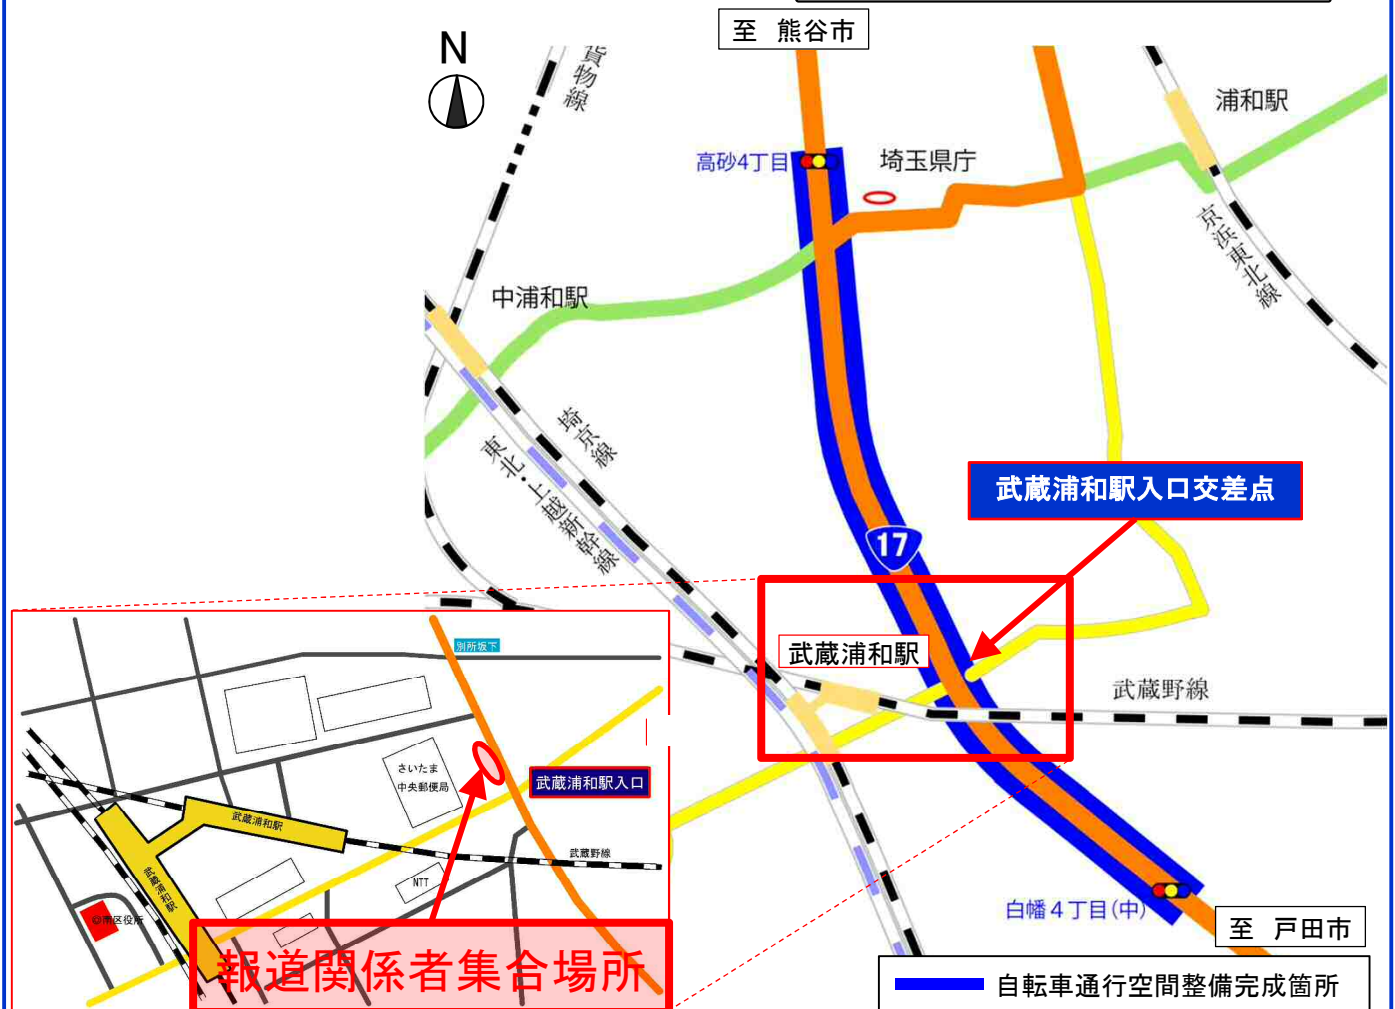 至 熊谷市
N
貨物線
浦和駅
高砂4丁目
埼玉県庁
京浜東北線
中浦和駅
埼京線
東北・上越新幹線
武蔵浦和駅入口交差点
17
武蔵浦和駅
武蔵野線
別所坂下
さいたま
中央郵便局
武蔵浦和駅入口
武蔵浦和駅
武蔵野線
武蔵浦和駅
NTT
◎南区役所
報道関係者集合場所
白幡4丁目(中)
至 戸田市
自転車通行空間整備完成箇所